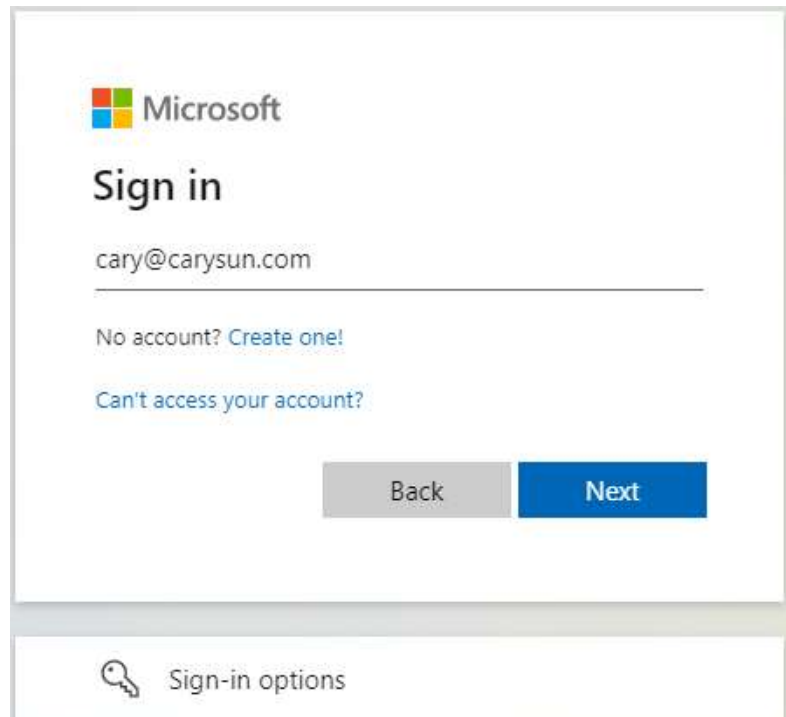 Microsoft
Sign in
cary@carysun.com
No account? Create one!
Can't access your account?
Back Next
Sign-in options